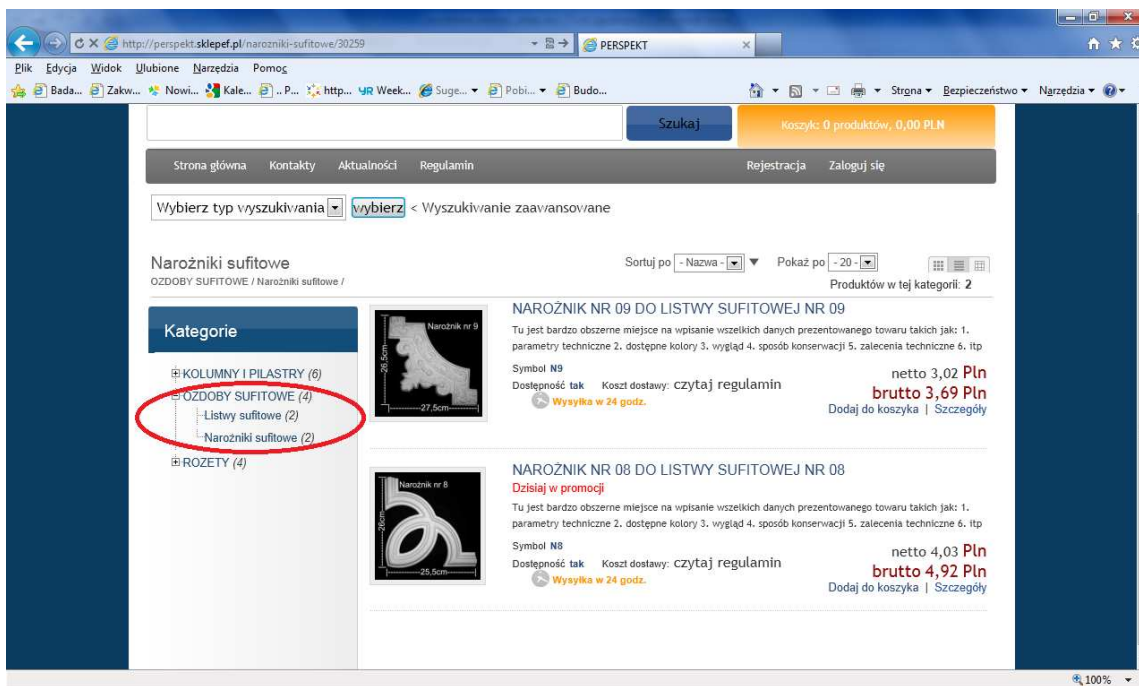 http://perspekt.sklepef.pl/narozniki-sufitowe/30259
PERSPEKT
Plik Edycja Widok Ulubione Narzędzia Pomoc
Bada... Zakw... Nowi... Kale... .. P... http... Week... Suge... Pobi... Budo... Strona Bezpieczeństwo Narzędzia
Szukaj
Koszyk: 0 produktów, 0,00 PLN
Strona główna Kontakty Aktualności Regulamin Rejestracja Zaloguj się
Wybierz typ wyszukiwania wybierz < Wyszukiwanie zaawansowane
Narożniki sufitowe
OZDOBY SUFITOWE / Narożniki sufitowe /
Sortuj po - Nazwa - Pokaż po - 20 -
Produktów w tej kategorii: 2
Kategorie
KOLUMNY I PILASTRY (6)
OZDOBY SUFITOWE (4)
Listwy sufitowe (2)
Narożniki sufitowe (2)
ROZETY (4)
Narożnik nr 9
26,5cm
27,5cm
NAROŻNIK NR 09 DO LISTWY SUFITOWEJ NR 09
Tu jest bardzo obszerne miejsce na wpisanie wszelkich danych prezentowanego towaru takich jak: 1.
parametry techniczne 2. dostępne kolory 3. wygląd 4. sposób konserwacji 5. zalecenia techniczne 6. itp
Symbol N9
Dostępność tak Koszt dostawy: czytaj regulamin
Wysyłka w 24 godz.
netto 3,02 Pln
brutto 3,69 Pln
Dodaj do koszyka | Szczegóły
Narożnik nr 8
26cm
25,5cm
NAROŻNIK NR 08 DO LISTWY SUFITOWEJ NR 08
Dzisiaj w promocji
Tu jest bardzo obszerne miejsce na wpisanie wszelkich danych prezentowanego towaru takich jak: 1.
parametry techniczne 2. dostępne kolory 3. wygląd 4. sposób konserwacji 5. zalecenia techniczne 6. itp
Symbol N8
Dostępność tak Koszt dostawy: czytaj regulamin
Wysyłka w 24 godz.
netto 4,03 Pln
brutto 4,92 Pln
Dodaj do koszyka | Szczegóły
100%